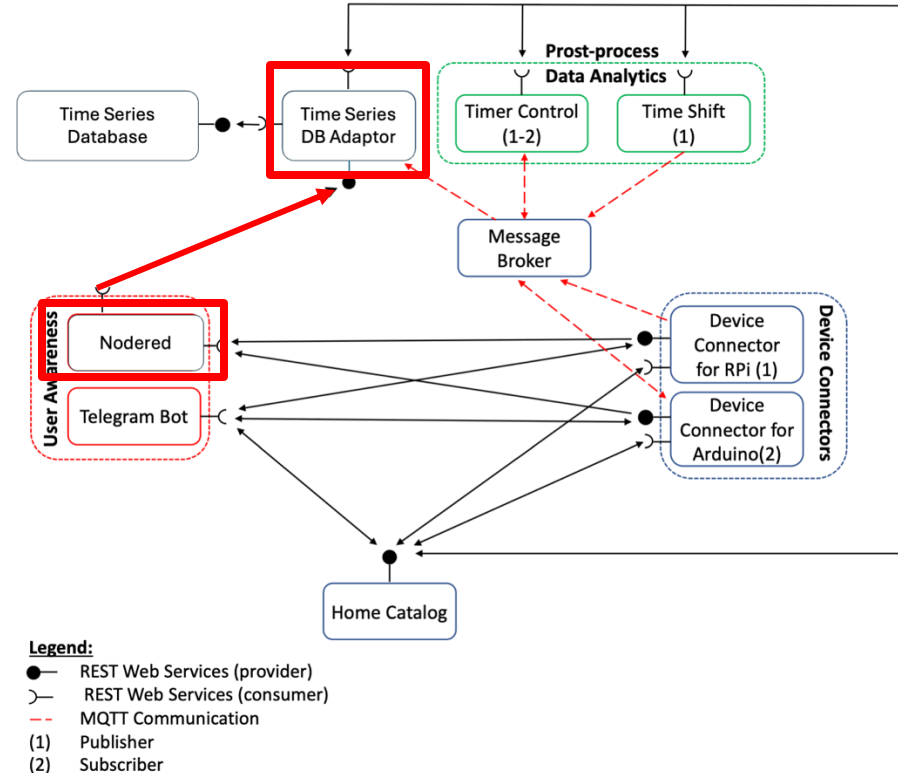 Prost-process
Data Analytics
Time Series
Database
Time Series
DB Adaptor
Timer Control
(1-2)
Time Shift
(1)
Message
Broker
User Awareness
Nodered
Telegram Bot
Device
Connector
for RPi (1)
Device
Connector for
Arduino(2)
Device Connectors
Home Catalog
Legend:
REST Web Services (provider)
REST Web Services (consumer)
MQTT Communication
(1) Publisher
(2) Subscriber